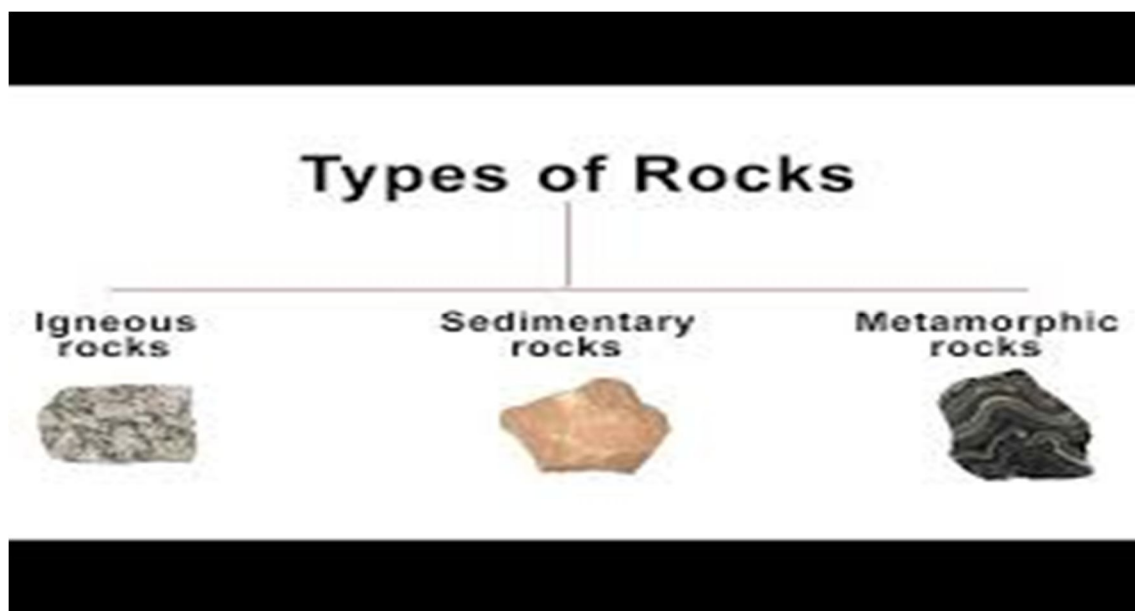 Types of Rocks
Igneous
rocks
Sedimentary
rocks
Metamorphic
rocks